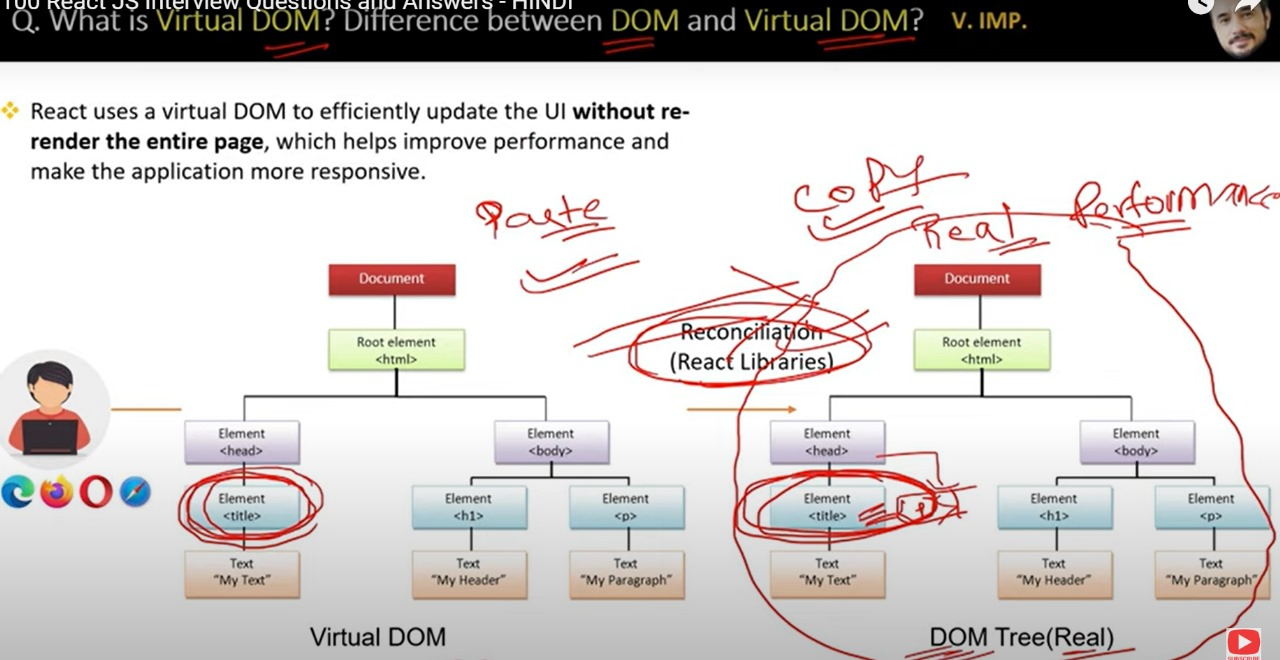 100 React JS Interview Questions and Answers - HINDI
Q. What is Virtual DOM? Difference between DOM and Virtual DOM? V. IMP.
React uses a virtual DOM to efficiently update the UI without re-
render the entire page, which helps improve performance and
make the application more responsive.
Paste
COPY
Real
Performance
Document
Root element
<html>
Element
<head>
Element
<body>
Element
<title>
Element
<h1>
Element
<p>
Text
"My Text"
Text
"My Header"
Text
"My Paragraph"
Virtual DOM
Reconciliation
(React Libraries)
Document
Root element
<html>
Element
<head>
Element
<body>
Element
<title>
Element
<h1>
Element
<p>
Text
"My Text"
Text
"My Header"
Text
"My Paragraph"
DOM Tree(Real)
SUBSCRIBE